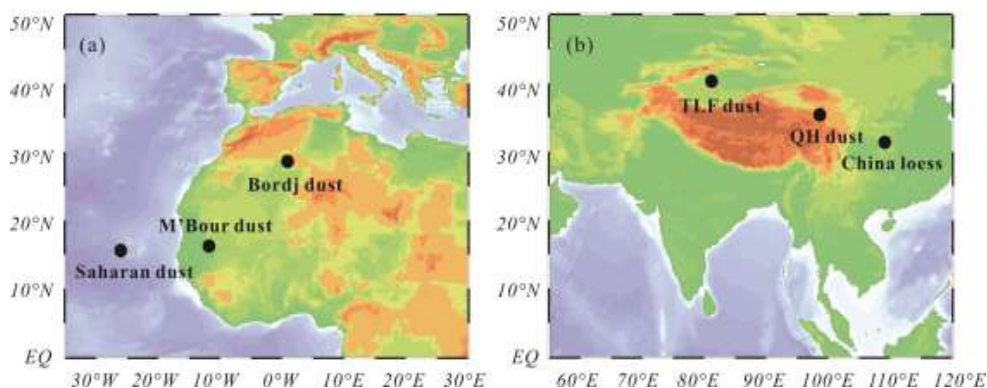 50°N
(a)
40°N
30°N
Bordj dust
20°N
M'Bour dust
Saharan dust
10°N
EQ
30°W 20°W 10°W 0°W 10°E 20°E 30°E
50°N
(b)
40°N
TLF dust
QH dust
30°N
China loess
20°N
10°N
EQ
60°E 70°E 80°E 90°E 100°E 110°E 120°E